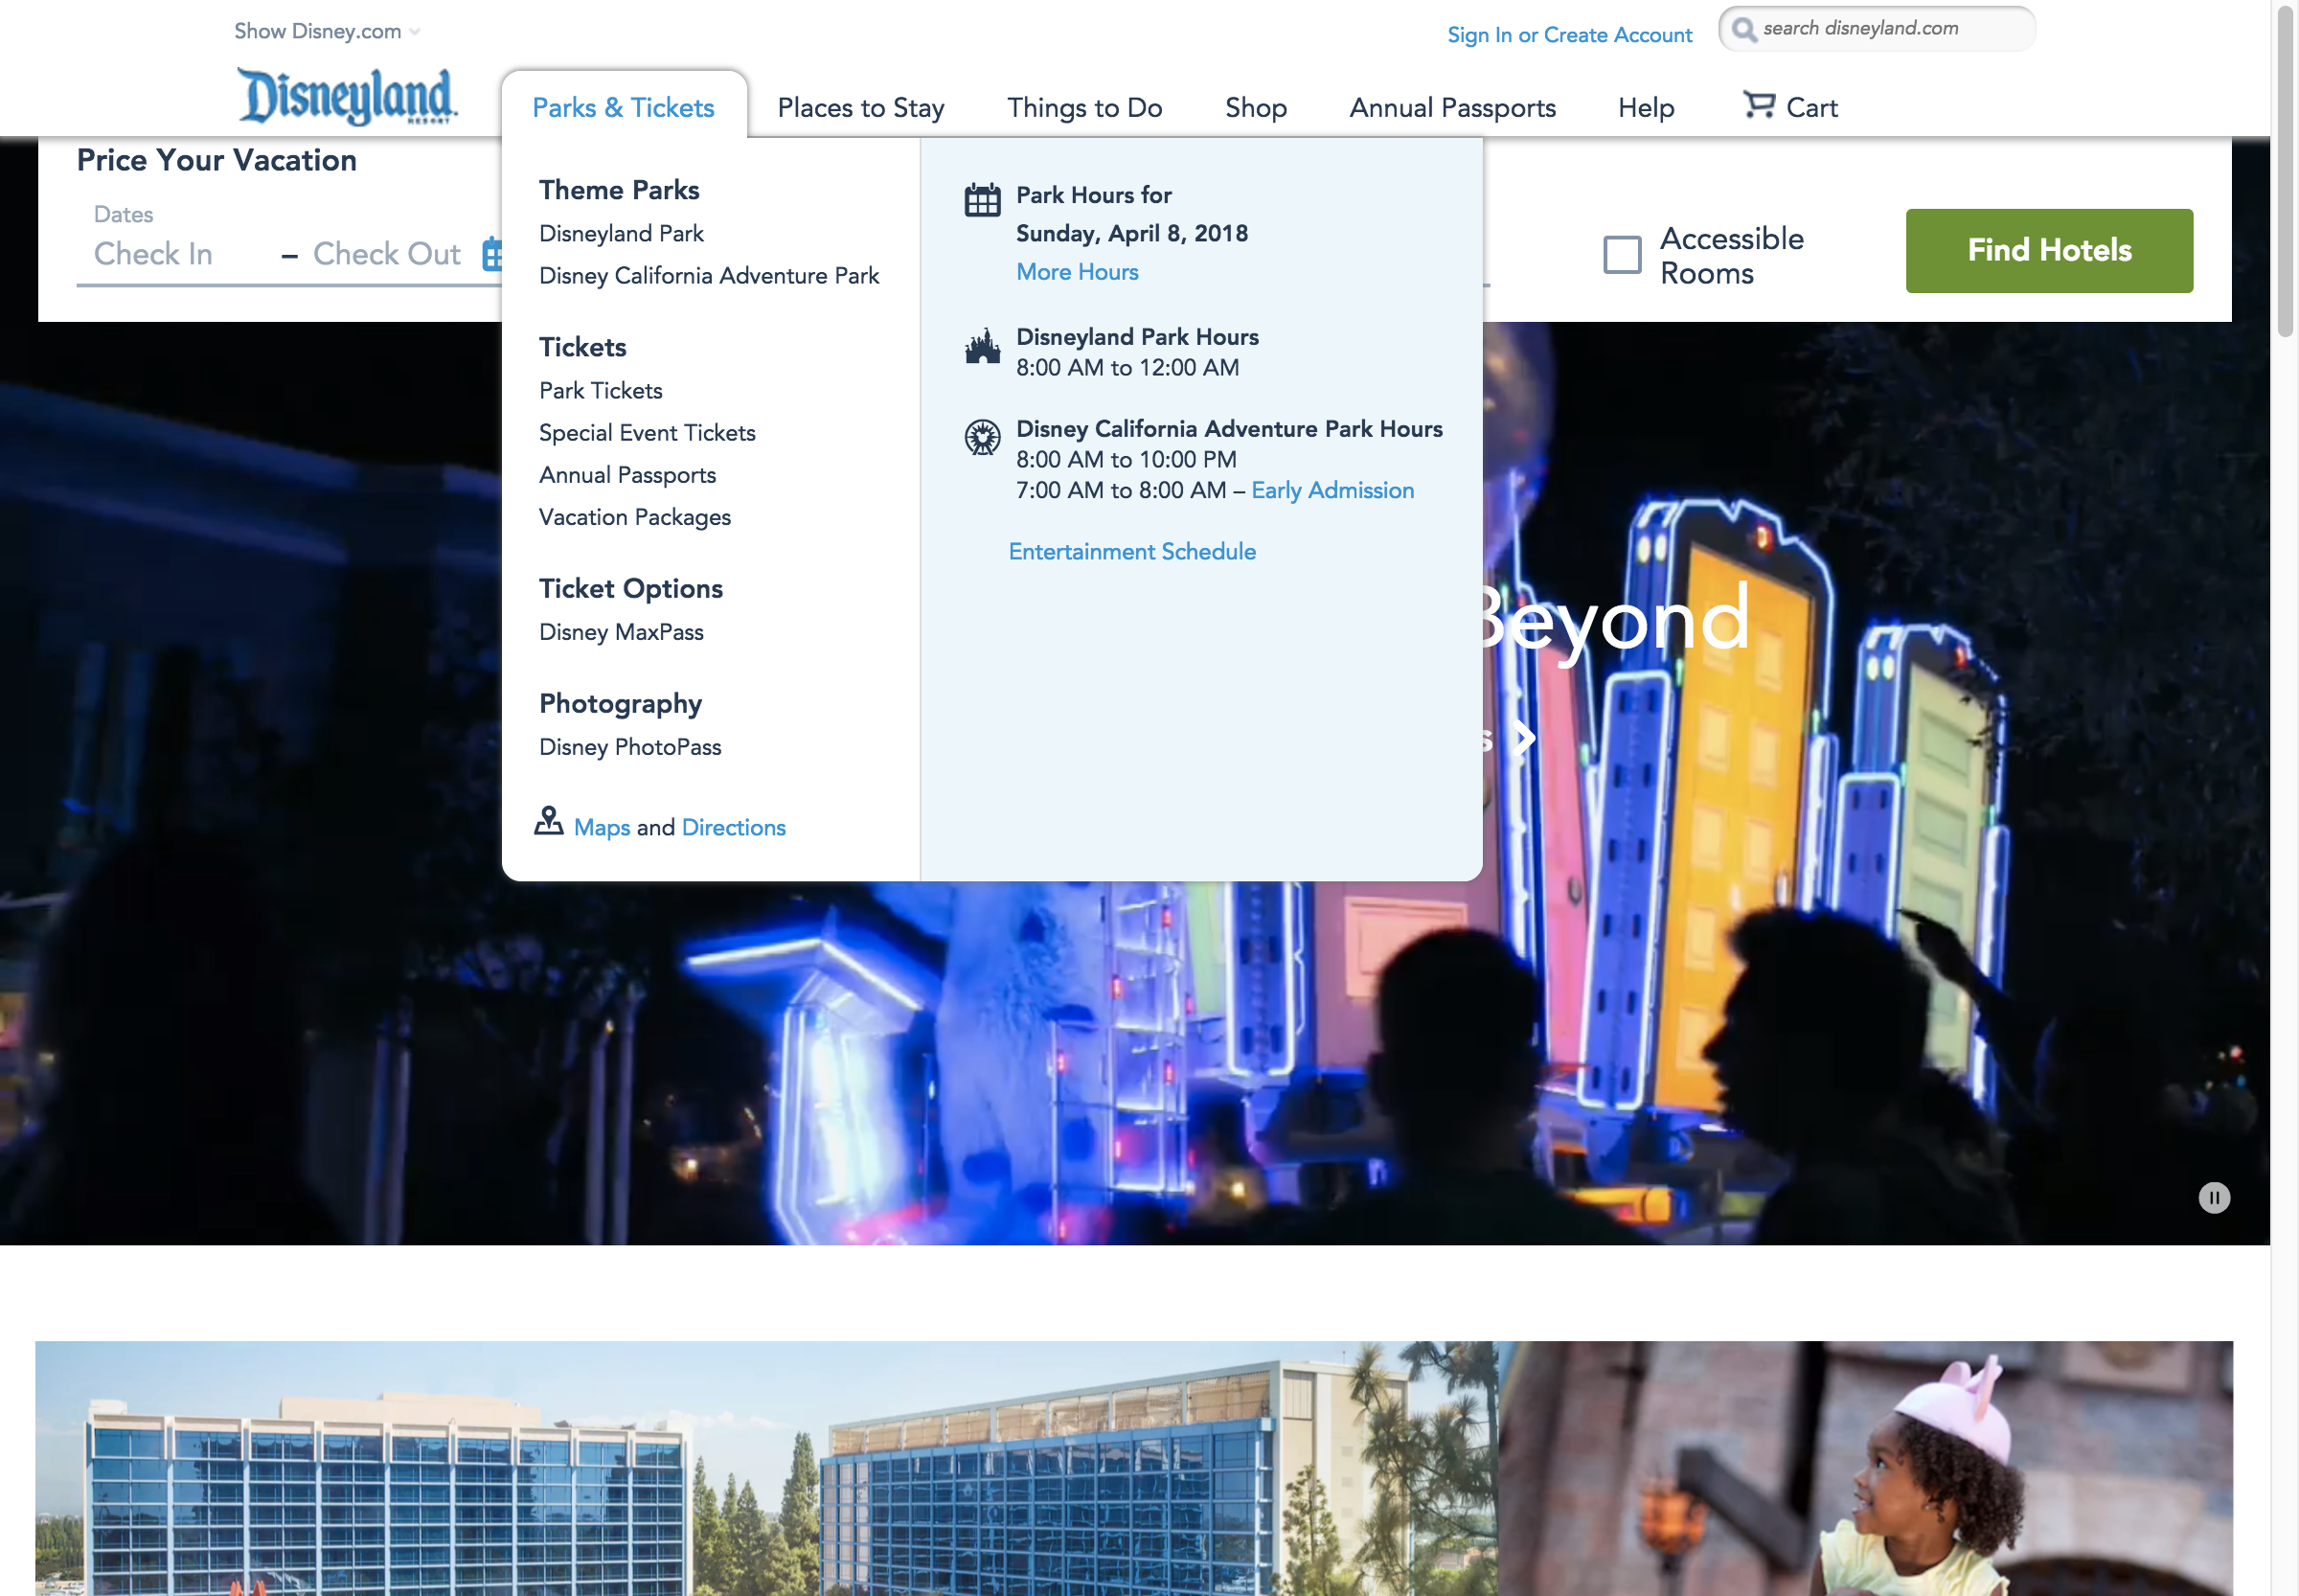 Show Disney.com
Sign In or Create Account
search disneyland.com
Disneyland
RESORT
Parks & Tickets
Places to Stay
Things to Do
Shop
Annual Passports
Help
Cart
Price Your Vacation
Dates
Check In – Check Out
Accessible
Rooms
Find Hotels
Theme Parks
Disneyland Park
Disney California Adventure Park
Tickets
Park Tickets
Special Event Tickets
Annual Passports
Vacation Packages
Ticket Options
Disney MaxPass
Photography
Disney PhotoPass
Maps and Directions
Park Hours for
Sunday, April 8, 2018
More Hours
Disneyland Park Hours
8:00 AM to 12:00 AM
Disney California Adventure Park Hours
8:00 AM to 10:00 PM
7:00 AM to 8:00 AM – Early Admission
Entertainment Schedule
Beyond